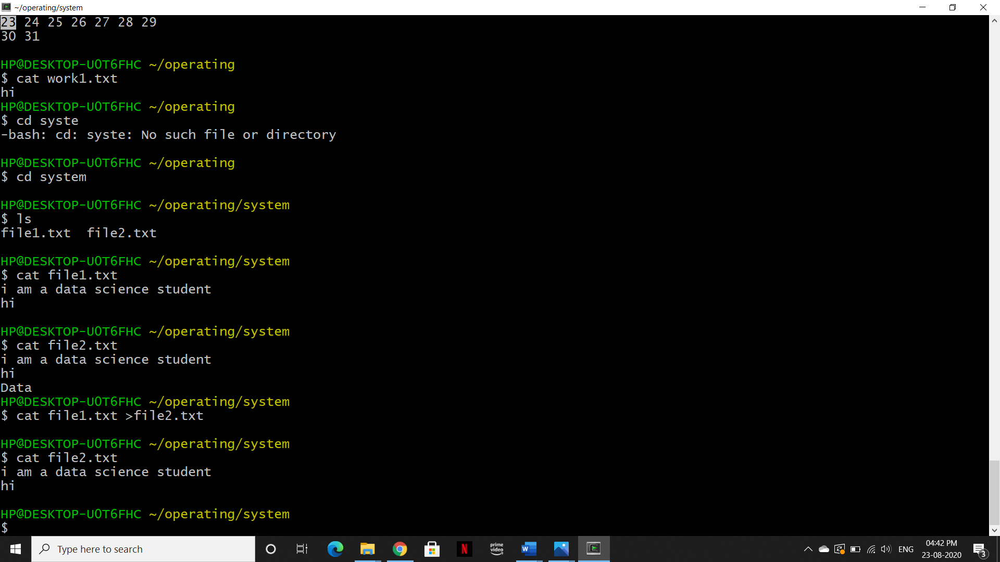 ~/operating/system
23 24 25 26 27 28 29
30 31
HP@DESKTOP-UOT6FHC ~/operating
$ cat work1.txt
hi
HP@DESKTOP-UOT6FHC ~/operating
$ cd syste
-bash: cd: syste: No such file or directory
HP@DESKTOP-UOT6FHC ~/operating
$ cd system
HP@DESKTOP-UOT6FHC ~/operating/system
$ ls
file1.txt  file2.txt
HP@DESKTOP-UOT6FHC ~/operating/system
$ cat file1.txt
i am a data science student
hi
HP@DESKTOP-UOT6FHC ~/operating/system
$ cat file2.txt
i am a data science student
hi
Data
HP@DESKTOP-UOT6FHC ~/operating/system
$ cat file1.txt >file2.txt
HP@DESKTOP-UOT6FHC ~/operating/system
$ cat file2.txt
i am a data science student
hi
HP@DESKTOP-UOT6FHC ~/operating/system
$
Type here to search
N
prime video
W
ENG
04:42 PM
23-08-2020
3